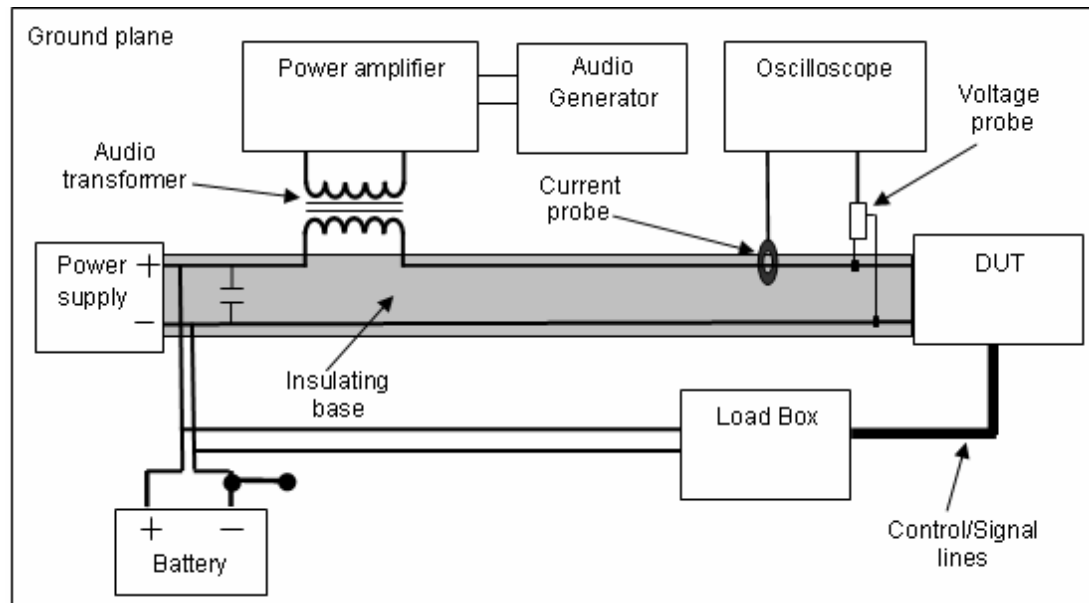 Ground plane
Power amplifier
Audio
Generator
Oscilloscope
Voltage
probe
Audio
transformer
Current
probe
Power
supply
+
−
DUT
Insulating
base
Load Box
+
−
Battery
Control/Signal
lines